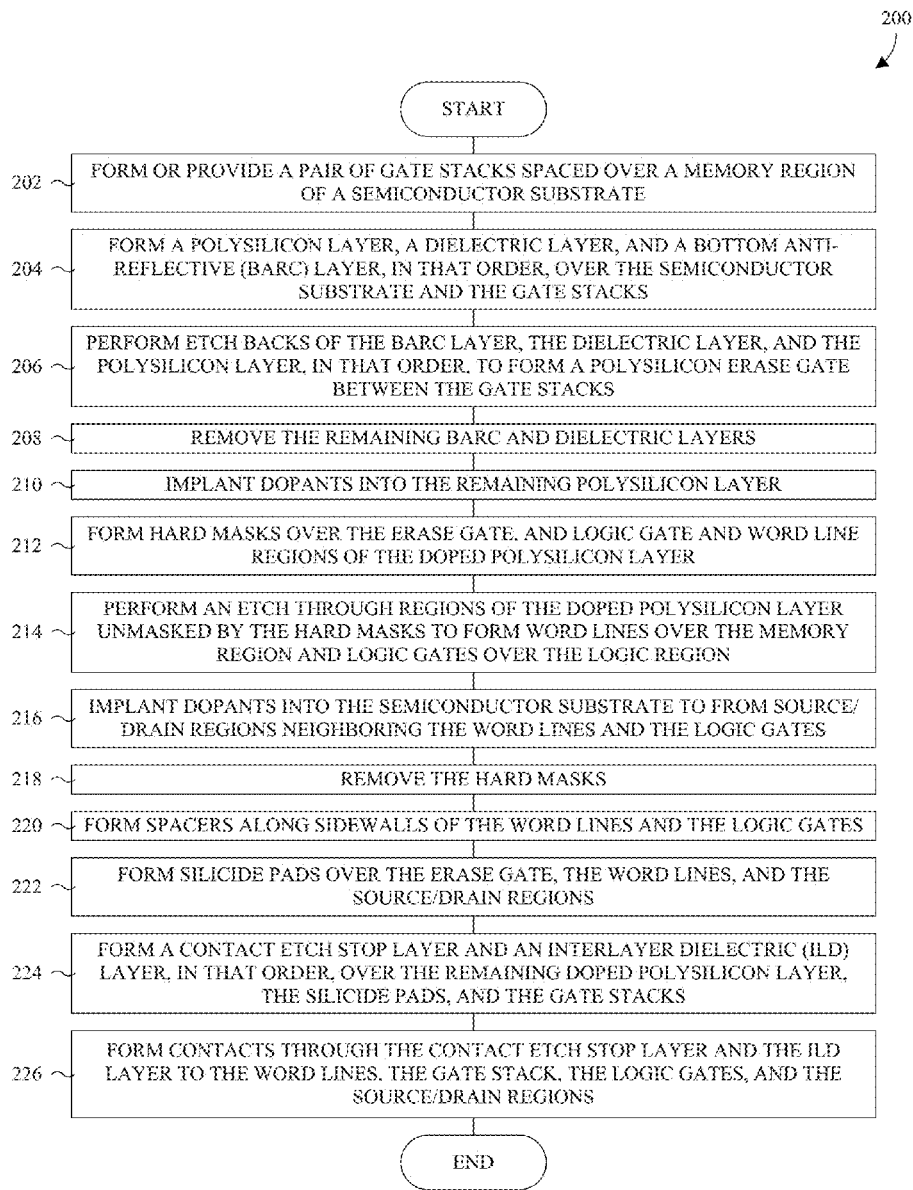 200
START
202
FORM OR PROVIDE A PAIR OF GATE STACKS SPACED OVER A MEMORY REGION
OF A SEMICONDUCTOR SUBSTRATE
204
FORM A POLYSILICON LAYER, A DIELECTRIC LAYER, AND A BOTTOM ANTI-
REFLECTIVE (BARC) LAYER, IN THAT ORDER, OVER THE SEMICONDUCTOR
SUBSTRATE AND THE GATE STACKS
206
PERFORM ETCH BACKS OF THE BARC LAYER, THE DIELECTRIC LAYER, AND THE
POLYSILICON LAYER, IN THAT ORDER, TO FORM A POLYSILICON ERASE GATE
BETWEEN THE GATE STACKS
208
REMOVE THE REMAINING BARC AND DIELECTRIC LAYERS
210
IMPLANT DOPANTS INTO THE REMAINING POLYSILICON LAYER
212
FORM HARD MASKS OVER THE ERASE GATE, AND LOGIC GATE AND WORD LINE
REGIONS OF THE DOPED POLYSILICON LAYER
214
PERFORM AN ETCH THROUGH REGIONS OF THE DOPED POLYSILICON LAYER
UNMASKED BY THE HARD MASKS TO FORM WORD LINES OVER THE MEMORY
REGION AND LOGIC GATES OVER THE LOGIC REGION
216
IMPLANT DOPANTS INTO THE SEMICONDUCTOR SUBSTRATE TO FROM SOURCE/
DRAIN REGIONS NEIGHBORING THE WORD LINES AND THE LOGIC GATES
218
REMOVE THE HARD MASKS
220
FORM SPACERS ALONG SIDEWALLS OF THE WORD LINES AND THE LOGIC GATES
222
FORM SILICIDE PADS OVER THE ERASE GATE, THE WORD LINES, AND THE
SOURCE/DRAIN REGIONS
224
FORM A CONTACT ETCH STOP LAYER AND AN INTERLAYER DIELECTRIC (ILD)
LAYER, IN THAT ORDER, OVER THE REMAINING DOPED POLYSILICON LAYER,
THE SILICIDE PADS, AND THE GATE STACKS
226
FORM CONTACTS THROUGH THE CONTACT ETCH STOP LAYER AND THE ILD
LAYER TO THE WORD LINES, THE GATE STACK, THE LOGIC GATES, AND THE
SOURCE/DRAIN REGIONS
END